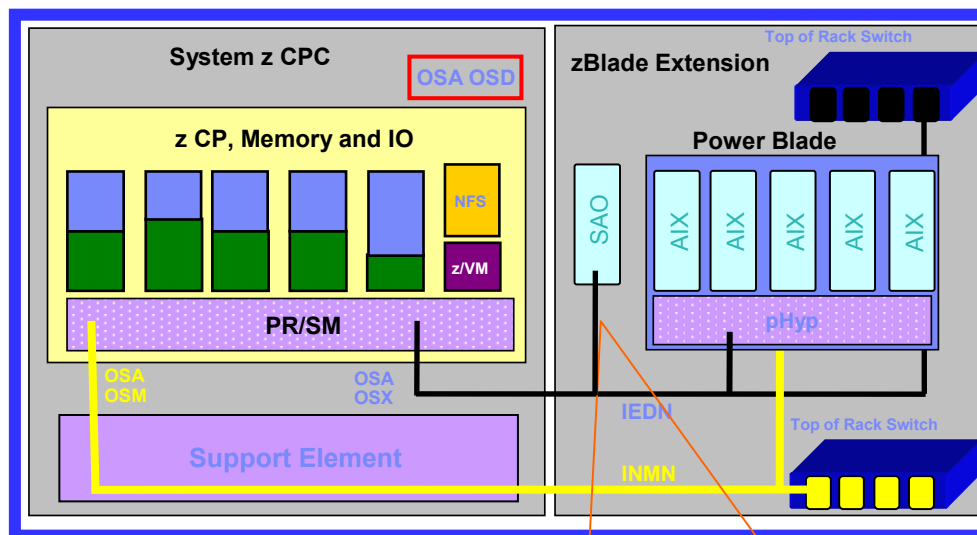 System z CPC
OSA OSD
z CP, Memory and IO
NFS
z/VM
PR/SM
OSA
OSM
OSA
OSX
Support Element
zBlade Extension
Top of Rack Switch
Power Blade
SAO
AIX
AIX
AIX
AIX
AIX
pHyp
IEDN
Top of Rack Switch
INMN